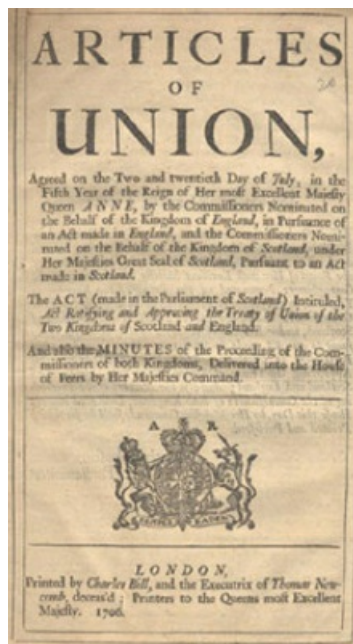 ARTICLES
OF
UNION,
Agreed on the Two and twentieth Day of July, in the
Fifth Year of the Reign of Her most Excellent Majesty
Queen ANNE, by the Commissioners Nominated on
the Behalf of the Kingdom of England, in Pursuance of
an Act made in England, and the Commissioners Nomi-
nated on the Behalf of the Kingdom of Scotland, under
Her Majesties Great Seal of Scotland, Pursuant to an Act
made in Scotland.
The ACT (made in the Parliament of Scotland) Intituled,
Act Ratifying and Approving the Treaty of Union of the
Two Kingdoms of Scotland and England.
And also the MINUTES of the Proceeding of the Com-
missioners of both Kingdoms, Delivered into the House
of Peers by Her Majesties Command.
A R
SEMPER EADEM
LONDON,
Printed by Charles Bill, and the Executrix of Thomas New-
comb, deceas'd; Printers to the Queens most Excellent
Majesty. 1706.